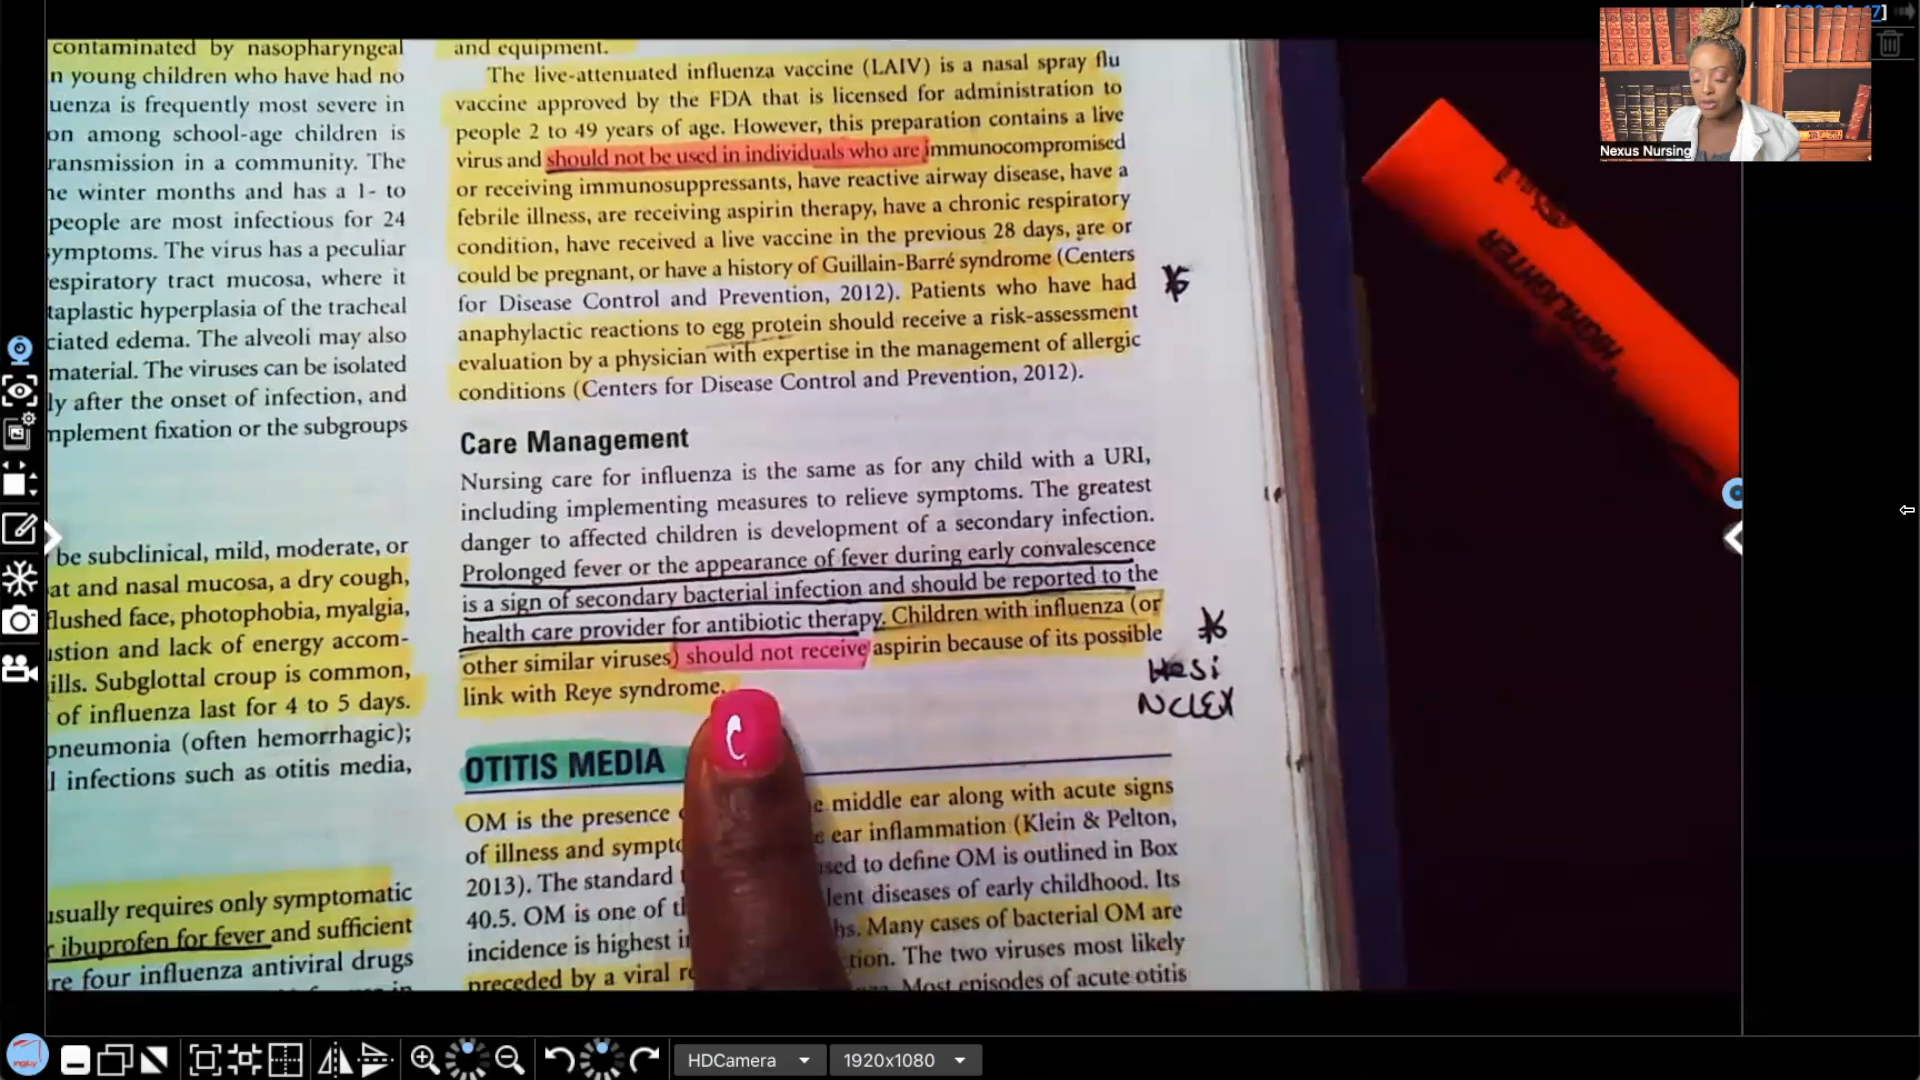 contaminated by nasopharyngeal
n young children who have had no
uenza is frequently most severe in
on among school-age children is
ransmission in a community. The
ne winter months and has a 1- to
people are most infectious for 24
symptoms. The virus has a peculiar
espiratory tract mucosa, where it
taplastic hyperplasia of the tracheal
ciated edema. The alveoli may also
material. The viruses can be isolated
ly after the onset of infection, and
mplement fixation or the subgroups
be subclinical, mild, moderate, or
at and nasal mucosa, a dry cough,
flushed face, photophobia, myalgia,
ustion and lack of energy accom-
ills. Subglottal croup is common,
of influenza last for 4 to 5 days.
pneumonia (often hemorrhagic);
l infections such as otitis media,
usually requires only symptomatic
r ibuprofen for fever and sufficient
re four influenza antiviral drugs
and equipment.
The live-attenuated influenza vaccine (LAIV) is a nasal spray flu
vaccine approved by the FDA that is licensed for administration to
people 2 to 49 years of age. However, this preparation contains a live
virus and should not be used in individuals who are immunocompromised
or receiving immunosuppressants, have reactive airway disease, have a
febrile illness, are receiving aspirin therapy, have a chronic respiratory
condition, have received a live vaccine in the previous 28 days, are or
could be pregnant, or have a history of Guillain-Barré syndrome (Centers
for Disease Control and Prevention, 2012). Patients who have had
anaphylactic reactions to egg protein should receive a risk-assessment
evaluation by a physician with expertise in the management of allergic
conditions (Centers for Disease Control and Prevention, 2012).
Care Management
Nursing care for influenza is the same as for any child with a URI,
including implementing measures to relieve symptoms. The greatest
danger to affected children is development of a secondary infection.
Prolonged fever or the appearance of fever during early convalescence
is a sign of secondary bacterial infection and should be reported to the
health care provider for antibiotic therapy. Children with influenza (or
other similar viruses) should not receive aspirin because of its possible
link with Reye syndrome.
Hesi
NCLEX
OTITIS MEDIA
OM is the presence e middle ear along with acute signs
of illness and sympto e ear inflammation (Klein & Pelton,
2013). The standard sed to define OM is outlined in Box
40.5. OM is one of th lent diseases of early childhood. Its
incidence is highest i hs. Many cases of bacterial OM are
preceded by a viral r tion. The two viruses most likely
Most episodes of acute otitis
HIGHLIGHTER
Nexus Nursing
HDCamera
1920x1080